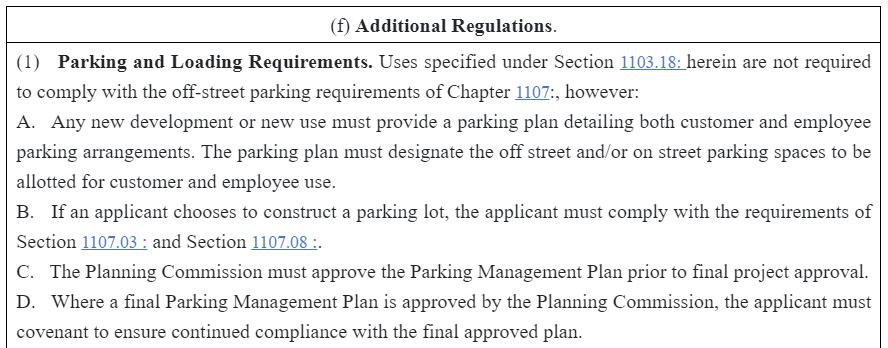 (f) Additional Regulations.
(1) Parking and Loading Requirements. Uses specified under Section 1103.18: herein are not required
to comply with the off-street parking requirements of Chapter 1107:, however:
A. Any new development or new use must provide a parking plan detailing both customer and employee
parking arrangements. The parking plan must designate the off street and/or on street parking spaces to be
allotted for customer and employee use.
B. If an applicant chooses to construct a parking lot, the applicant must comply with the requirements of
Section 1107.03 : and Section 1107.08 :.
C. The Planning Commission must approve the Parking Management Plan prior to final project approval.
D. Where a final Parking Management Plan is approved by the Planning Commission, the applicant must
covenant to ensure continued compliance with the final approved plan.